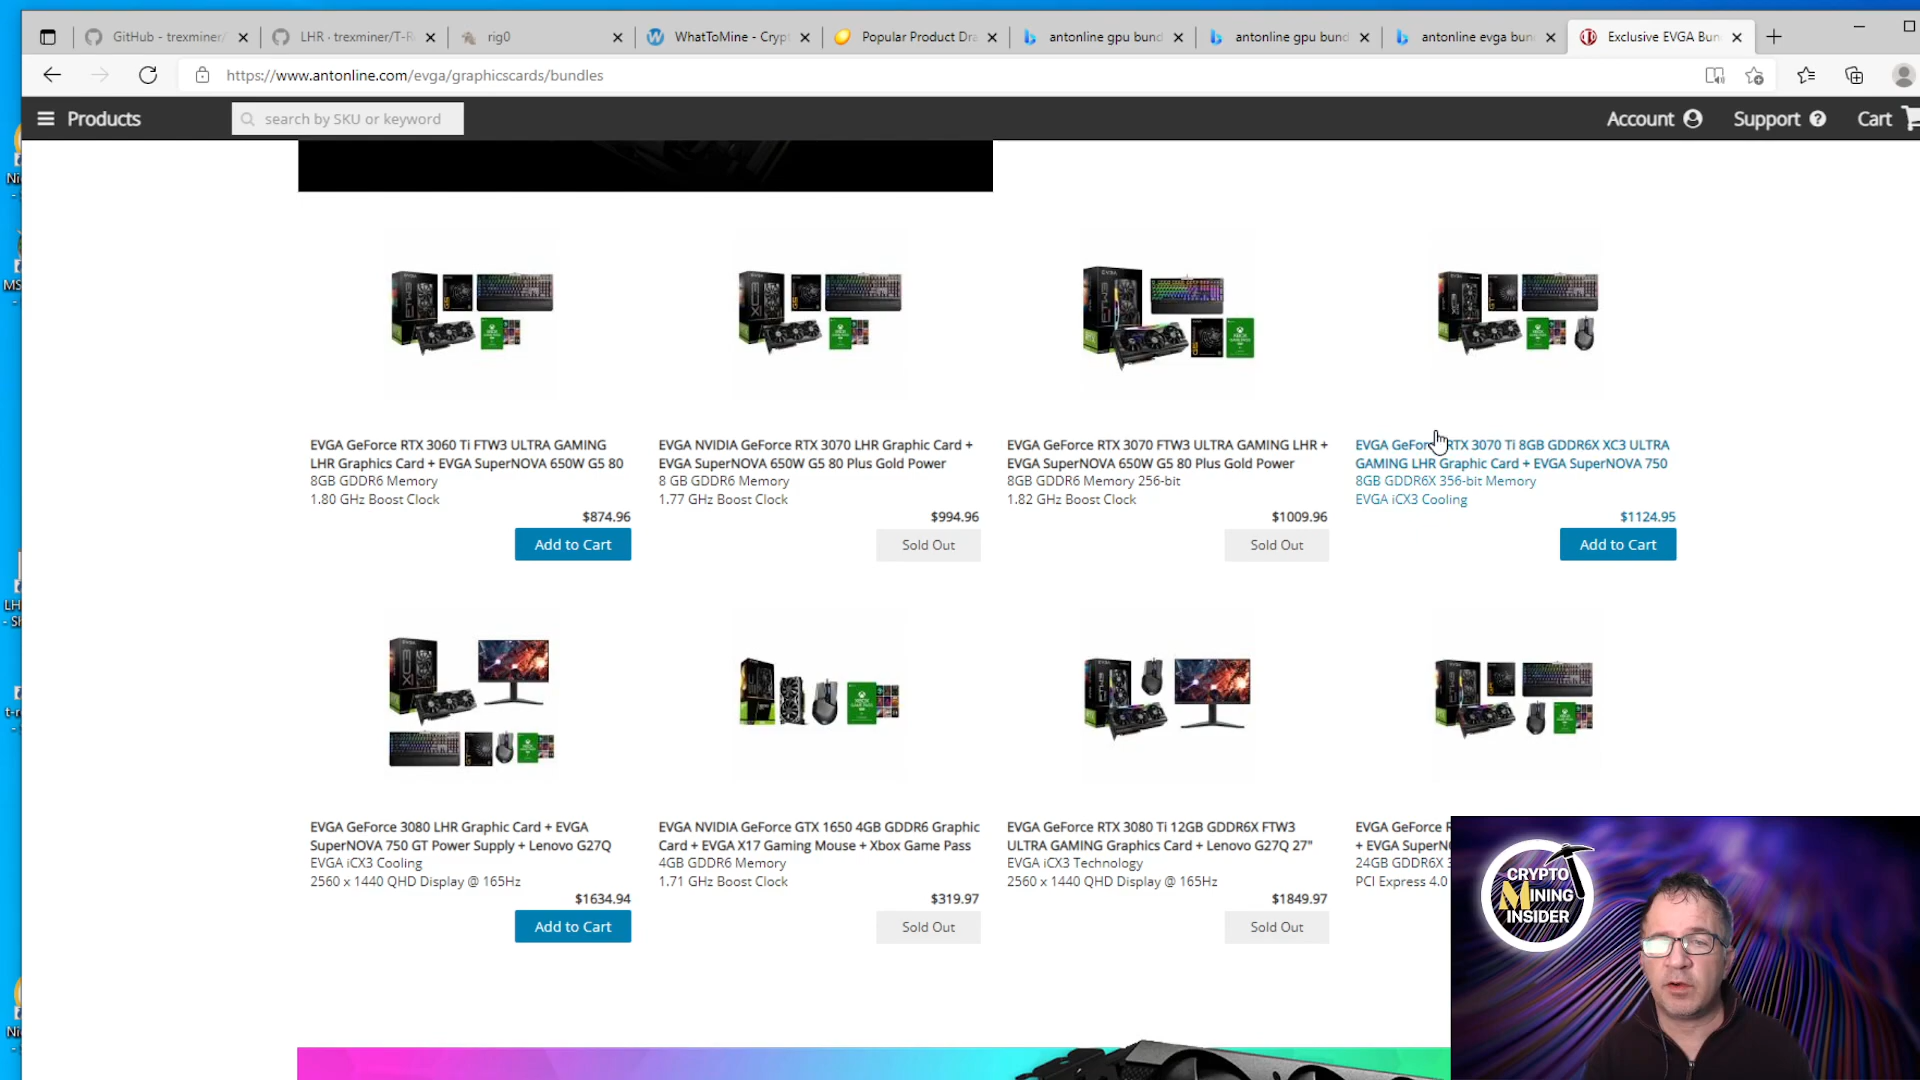 GitHub - trexminer/
LHR · trexminer/T-R
rig0
WhatToMine - Crypt
Popular Product Dra
antonline gpu bund
antonline gpu bund
antonline evga bun
Exclusive EVGA Bun
https://www.antonline.com/evga/graphicscards/bundles
Products
search by SKU or keyword
Account
Support
Cart
EVGA GeForce RTX 3060 Ti FTW3 ULTRA GAMING
LHR Graphics Card + EVGA SuperNOVA 650W G5 80
8GB GDDR6 Memory
1.80 GHz Boost Clock
$874.96
Add to Cart
EVGA NVIDIA GeForce RTX 3070 LHR Graphic Card +
EVGA SuperNOVA 650W G5 80 Plus Gold Power
8 GB GDDR6 Memory
1.77 GHz Boost Clock
$994.96
Sold Out
EVGA GeForce RTX 3070 FTW3 ULTRA GAMING LHR +
EVGA SuperNOVA 650W G5 80 Plus Gold Power
8GB GDDR6 Memory 256-bit
1.82 GHz Boost Clock
$1009.96
Sold Out
EVGA GeForce RTX 3070 Ti 8GB GDDR6X XC3 ULTRA
GAMING LHR Graphic Card + EVGA SuperNOVA 750
8GB GDDR6X 356-bit Memory
EVGA iCX3 Cooling
$1124.95
Add to Cart
EVGA GeForce 3080 LHR Graphic Card + EVGA
SuperNOVA 750 GT Power Supply + Lenovo G27Q
EVGA iCX3 Cooling
2560 x 1440 QHD Display @ 165Hz
$1634.94
Add to Cart
EVGA NVIDIA GeForce GTX 1650 4GB GDDR6 Graphic
Card + EVGA X17 Gaming Mouse + Xbox Game Pass
4GB GDDR6 Memory
1.71 GHz Boost Clock
$319.97
Sold Out
EVGA GeForce RTX 3080 Ti 12GB GDDR6X FTW3
ULTRA GAMING Graphics Card + Lenovo G27Q 27"
EVGA iCX3 Technology
2560 x 1440 QHD Display @ 165Hz
$1849.97
Sold Out
EVGA GeForce R
+ EVGA SuperNO
24GB GDDR6X 3
PCI Express 4.0
CRYPTO
MINING
INSIDER